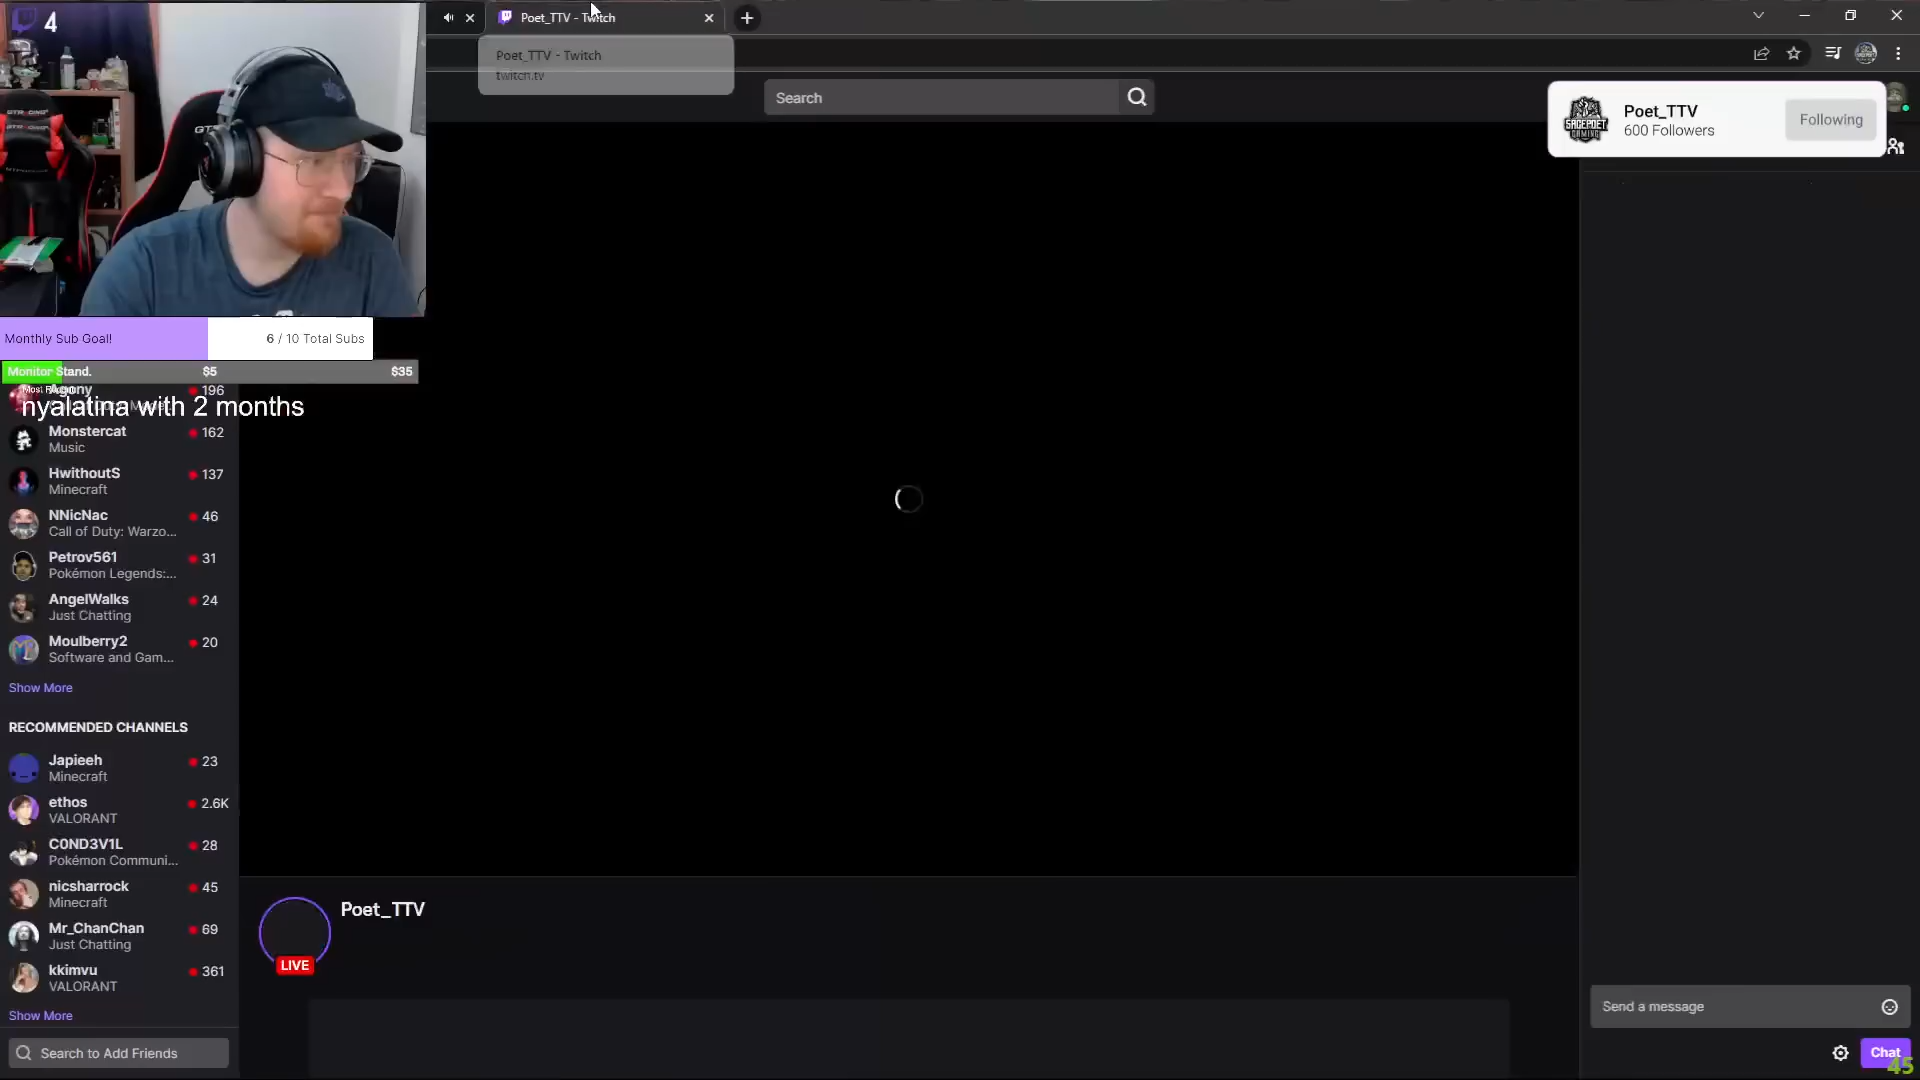 4
Poet_TTV - Twitch
Poet_TTV - Twitch
twitch.tv
Search
SAGEPOET
GAMING
Poet_TTV
600 Followers
Following
Monthly Sub Goal!
6 / 10 Total Subs
Monitor Stand.
$5
$35
Agony
196
nyalatina with 2 months
Monstercat
162
Music
HwithoutS
137
Minecraft
NNicNac
46
Call of Duty: Warzo...
Petrov561
31
Pokémon Legends:...
AngelWalks
24
Just Chatting
Moulberry2
20
Software and Gam...
Show More
RECOMMENDED CHANNELS
Japieeh
23
Minecraft
ethos
2.6K
VALORANT
C0ND3V1L
28
Pokémon Communi...
nicsharrock
45
Minecraft
Mr_ChanChan
69
Just Chatting
kkimvu
361
VALORANT
Show More
Search to Add Friends
Poet_TTV
LIVE
Send a message
Chat
45